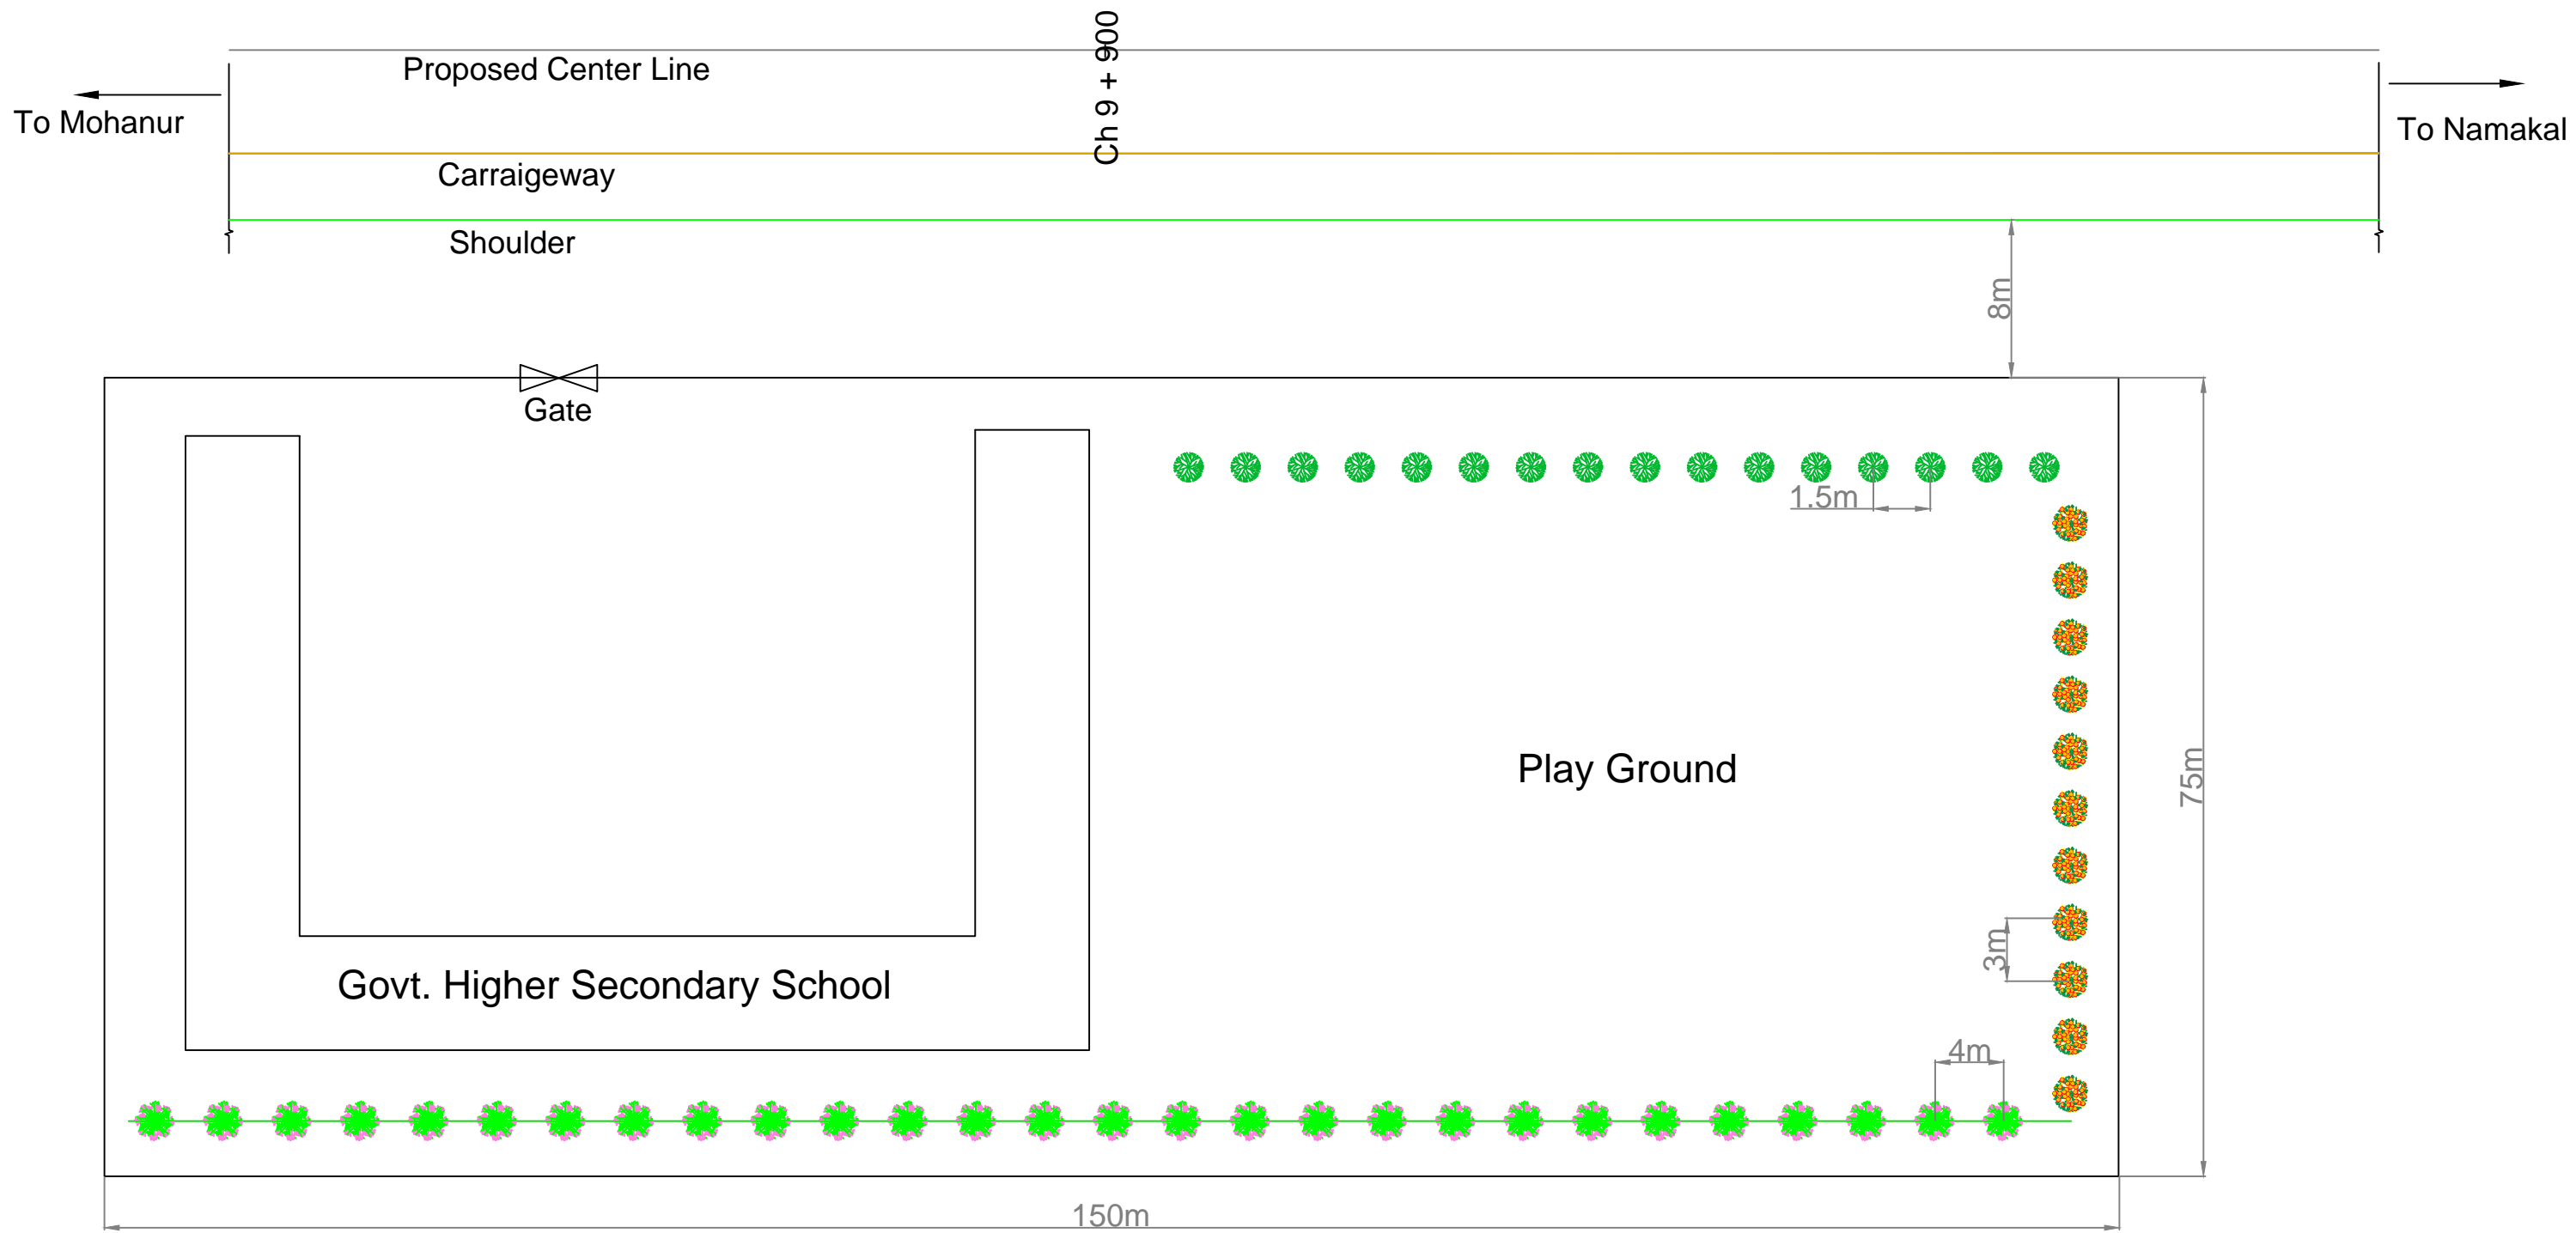 Ch 9 + 900
Proposed Center Line
To Mohanur
To Namakal
Carraigeway
Shoulder
8m
Gate
1.5m
Play Ground
75m
3m
Govt. Higher Secondary School
4m
150m